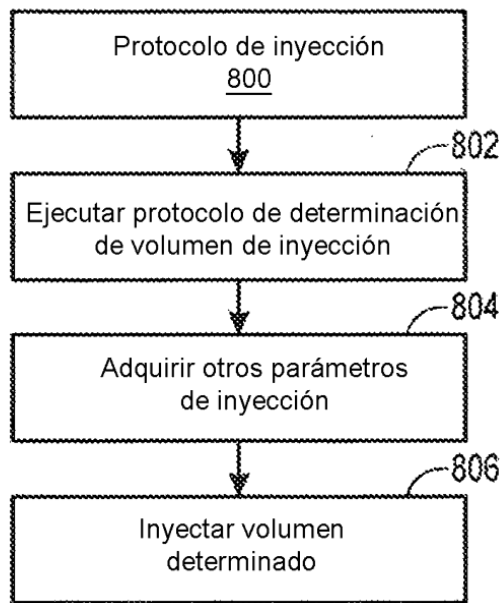 Protocolo de inyección
800
802
Ejecutar protocolo de determinación
de volumen de inyección
804
Adquirir otros parámetros
de inyección
806
Inyectar volumen
determinado